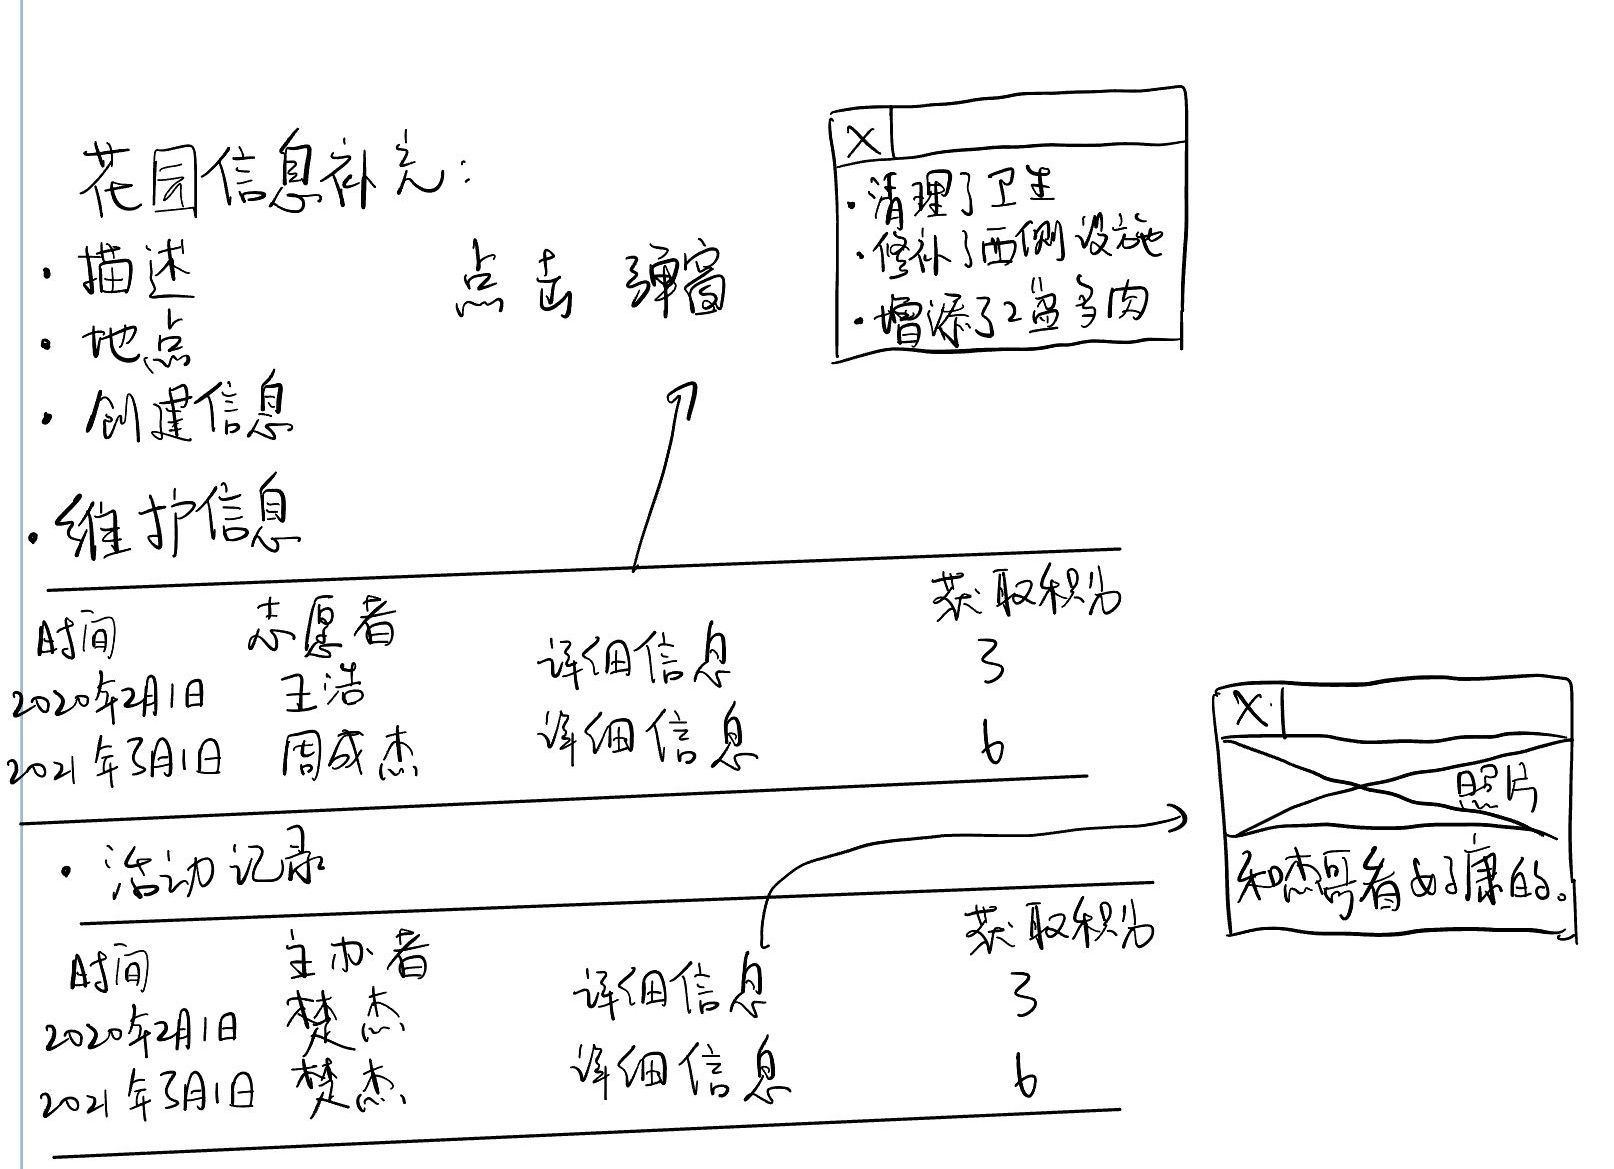 花园信息补充：
· 描述
· 地点
· 创建信息
点击 弹窗
X
· 清理了卫生
· 修补了西侧设施
· 增添了2盆多肉
· 维护信息
时间 志愿者 获取积分
2020年2月1日 王浩 详细信息 3
2021年3月1日 周成杰 详细信息 6
X
照片
和杰哥看好康的。
· 活动记录
时间 主办者 获取积分
2020年2月1日 楚杰 详细信息 3
2021年3月1日 楚杰 详细信息 6